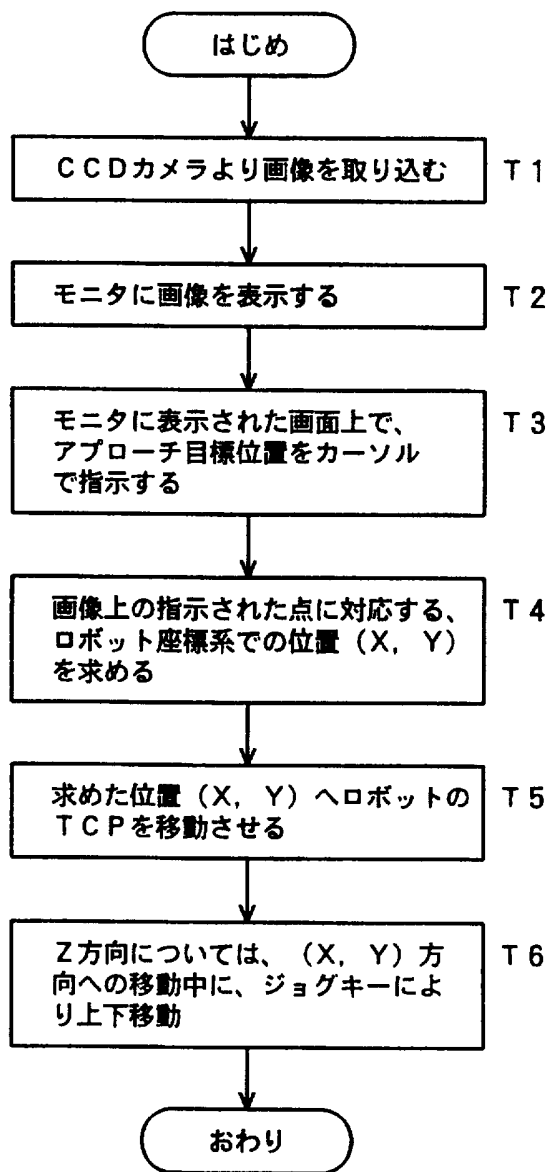 はじめ
CCDカメラより画像を取り込む T1
モニタに画像を表示する T2
モニタに表示された画面上で、 T3
アプローチ目標位置をカーソル
で指示する
画像上の指示された点に対応する、 T4
ロボット座標系での位置(X, Y)
を求める
求めた位置(X, Y)へロボットの T5
TCPを移動させる
Z方向については、(X, Y)方 T6
向への移動中に、ジョグキーによ
り上下移動
おわり